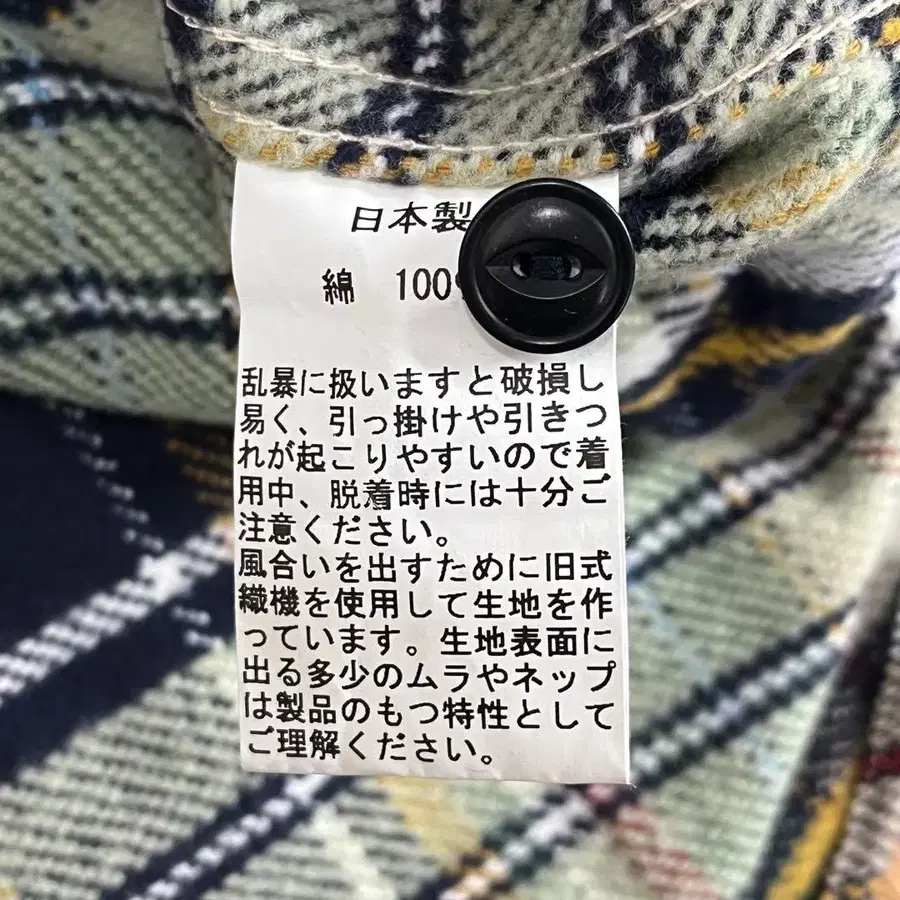 日本製
綿 100%
乱暴に扱いますと破損し
易く、引っ掛けや引きつ
れが起こりやすいので着
用中、脱着時には十分ご
注意ください。
風合いを出すために旧式
織機を使用して生地を作
っています。生地表面に
出る多少のムラやネップ
は製品のもつ特性として
ご理解ください。